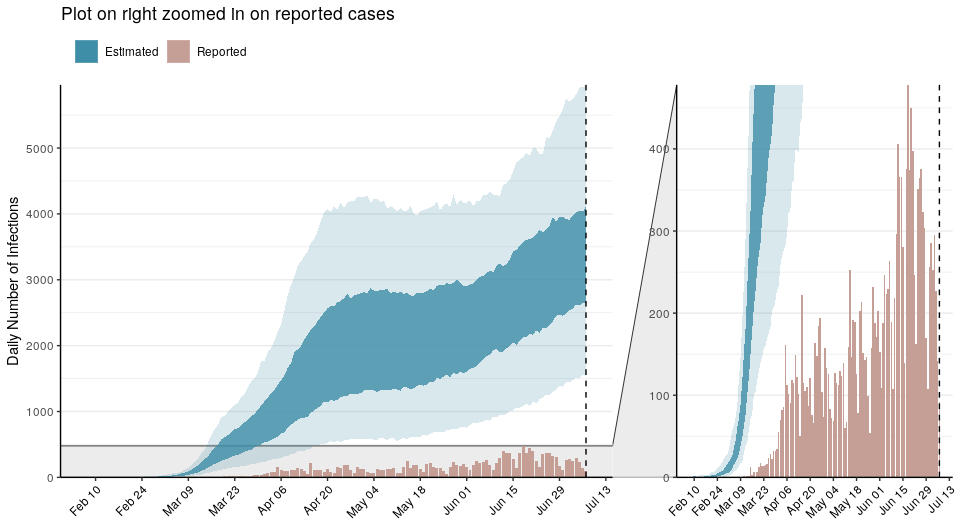 Plot on right zoomed in on reported cases
Estimated Reported
Daily Number of Infections
5000
4000
3000
2000
1000
0
Feb 10 Feb 24 Mar 09 Mar 23 Apr 06 Apr 20 May 04 May 18 Jun 01 Jun 15 Jun 29 Jul 13
400
300
200
100
0
Feb 10 Feb 24 Mar 09 Mar 23 Apr 06 Apr 20 May 04 May 18 Jun 01 Jun 15 Jun 29 Jul 13